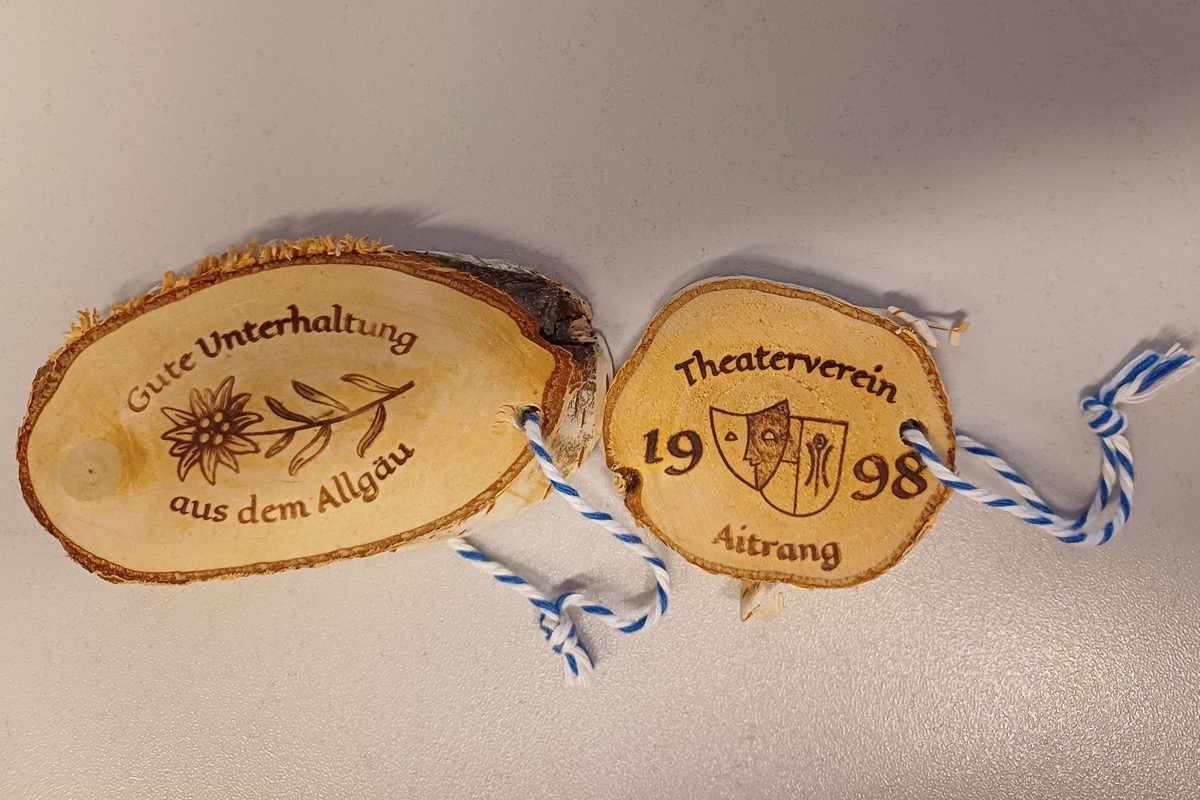 Gute Unterhaltung
aus dem Allgäu
Theaterverein
19 98
Aitrang